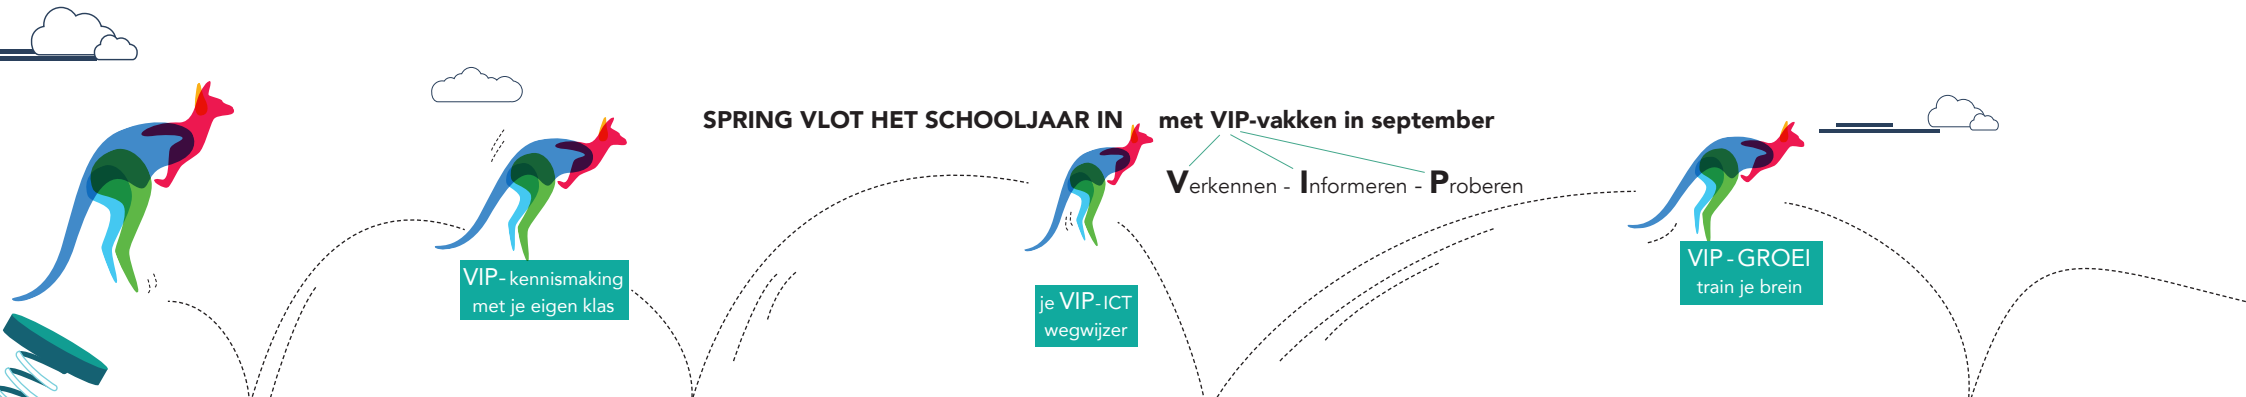 SPRING VLOT HET SCHOOLJAAR IN met VIP-vakken in september
Verkennen - Informeren - Proberen
VIP-kennismaking
met je eigen klas
je VIP-ICT
wegwijzer
VIP-GROEI
train je brein